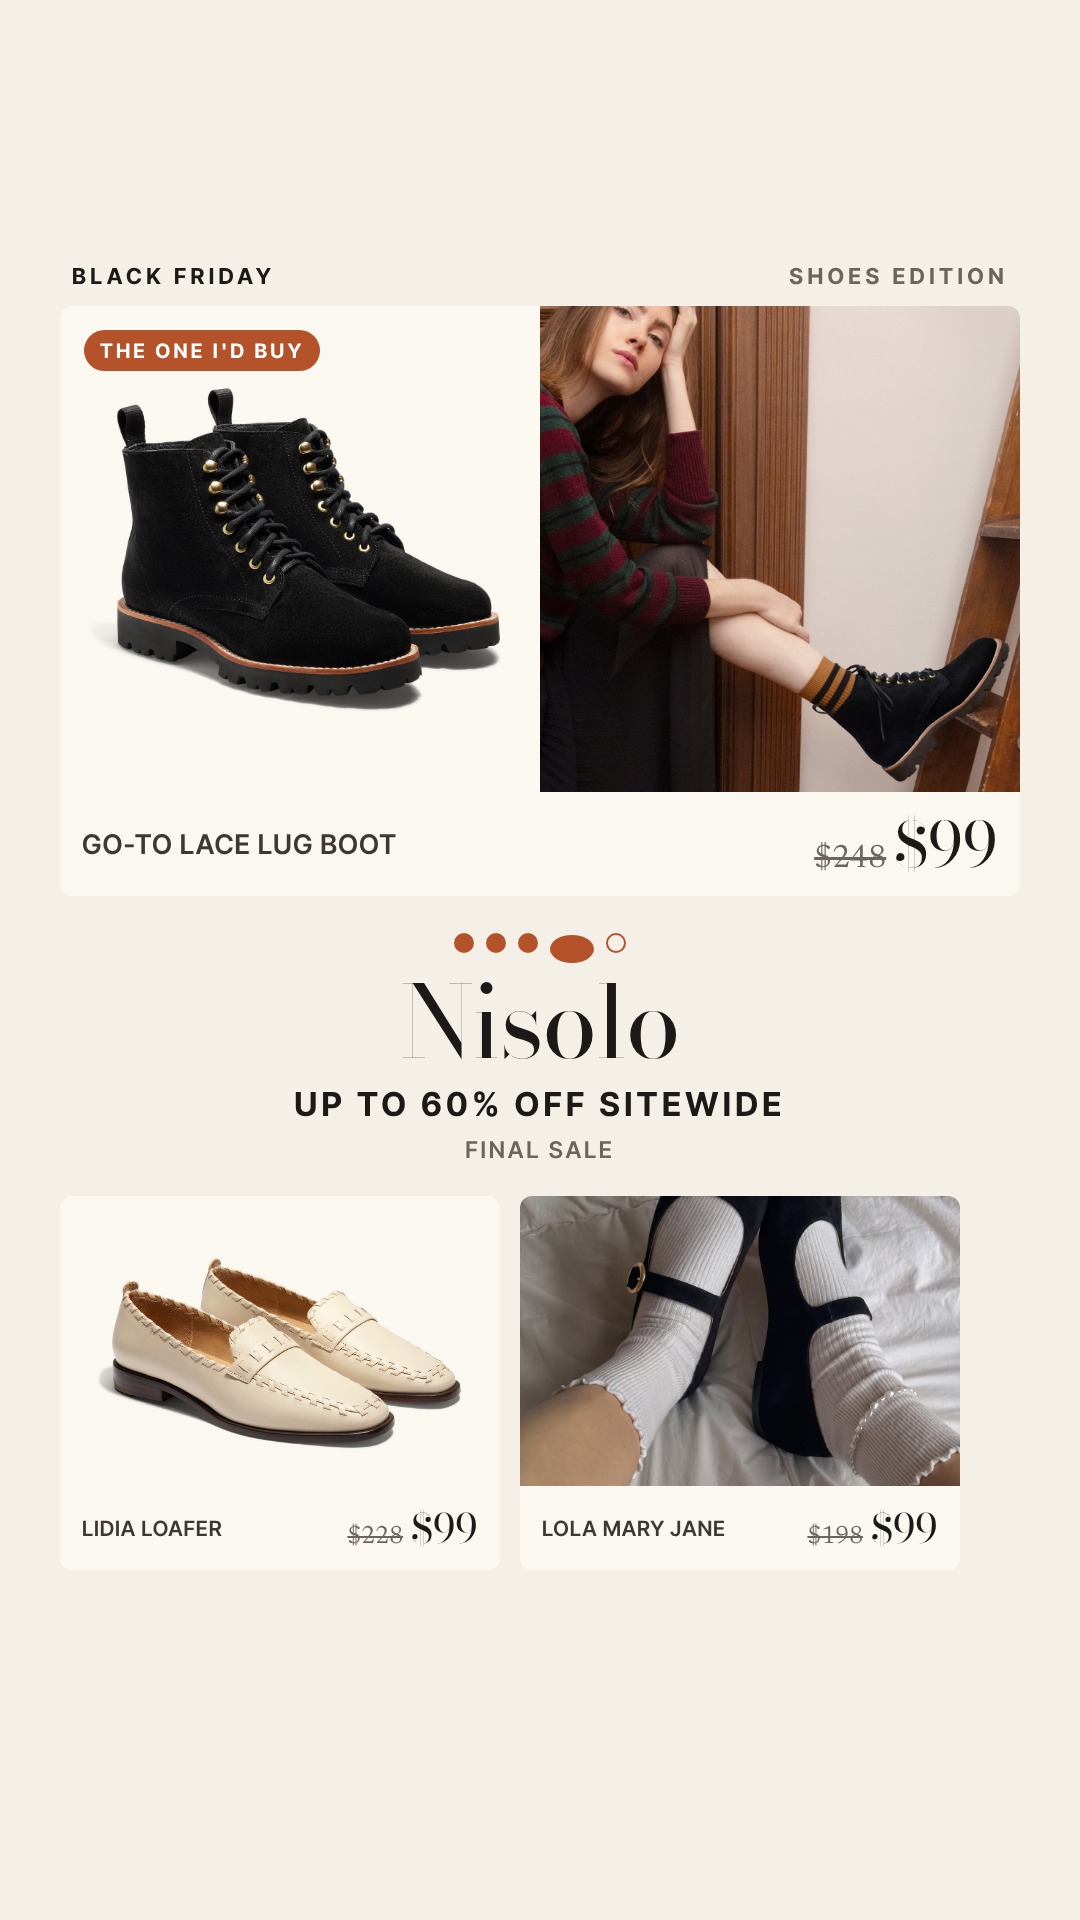 BLACK FRIDAY
SHOES EDITION
THE ONE I'D BUY
GO-TO LACE LUG BOOT
$248 $99
Nisolo
UP TO 60% OFF SITEWIDE
FINAL SALE
LIDIA LOAFER
$228 $99
LOLA MARY JANE
$198 $99